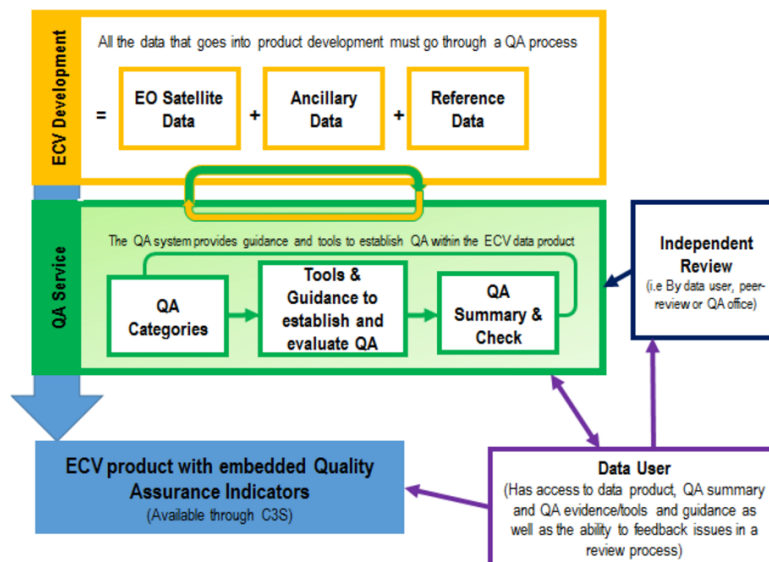 ECV Development
All the data that goes into product development must go through a QA process
=
EO Satellite
Data
+
Ancillary
Data
+
Reference
Data
QA Service
The QA system provides guidance and tools to establish QA within the ECV data product
QA
Categories
Tools &
Guidance to
establish and
evaluate QA
QA
Summary &
Check
Independent
Review
(i.e By data user, peer-
review or QA office)
ECV product with embedded Quality
Assurance Indicators
(Available through C3S)
Data User
(Has access to data product, QA summary
and QA evidence/tools and guidance as
well as the ability to feedback issues in a
review process)